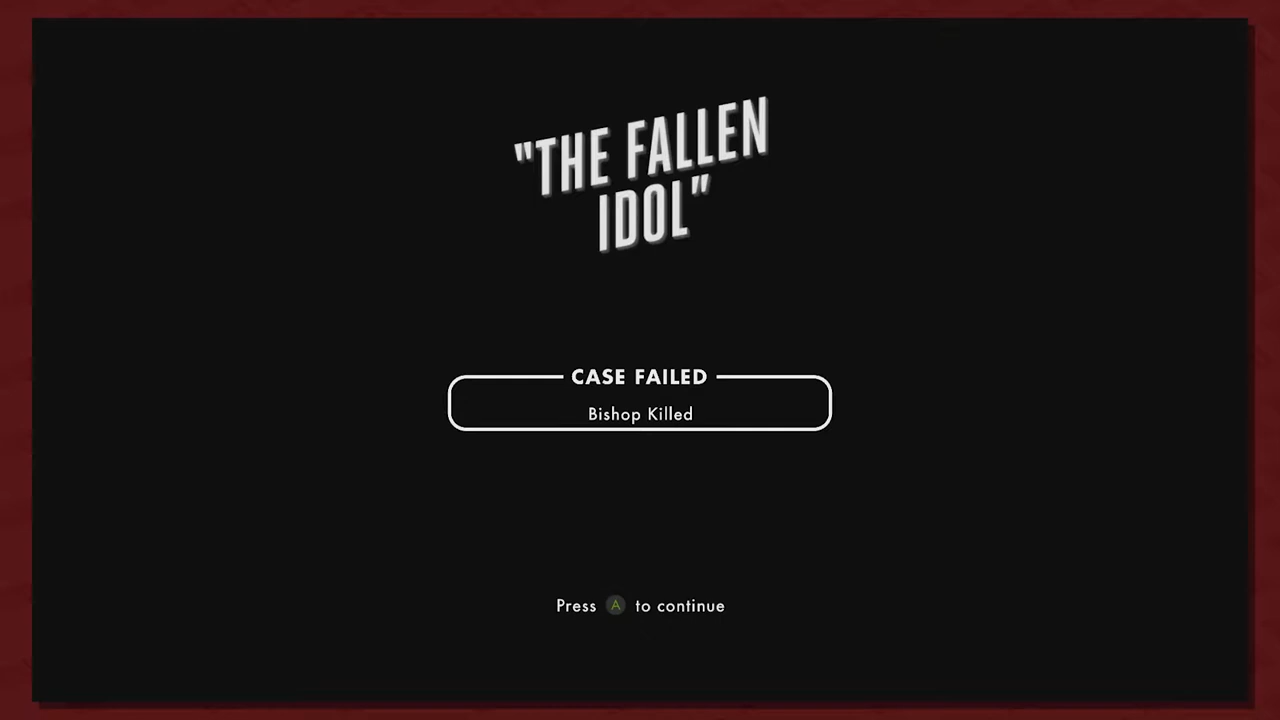 "THE FALLEN
IDOL"
CASE FAILED
Bishop Killed
Press A to continue